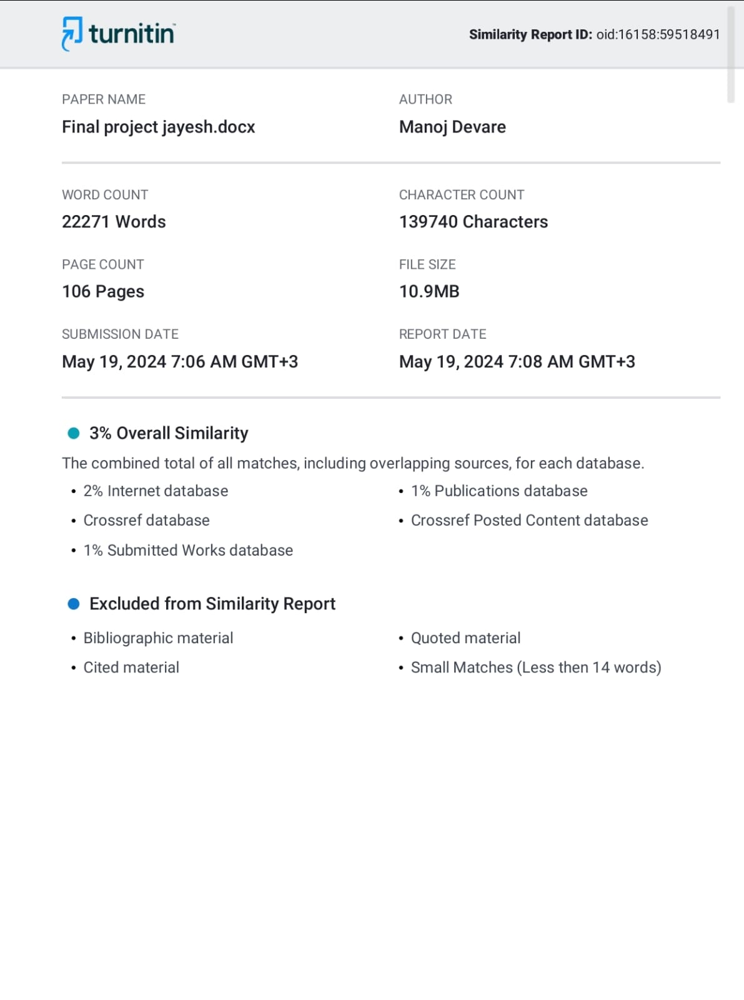 turnitin™ Similarity Report ID: oid:16158:59518491
PAPER NAME AUTHOR
Final project jayesh.docx Manoj Devare
WORD COUNT CHARACTER COUNT
22271 Words 139740 Characters
PAGE COUNT FILE SIZE
106 Pages 10.9MB
SUBMISSION DATE REPORT DATE
May 19, 2024 7:06 AM GMT+3 May 19, 2024 7:08 AM GMT+3
3% Overall Similarity
The combined total of all matches, including overlapping sources, for each database.
• 2% Internet database • 1% Publications database
• Crossref database • Crossref Posted Content database
• 1% Submitted Works database
Excluded from Similarity Report
• Bibliographic material • Quoted material
• Cited material • Small Matches (Less then 14 words)